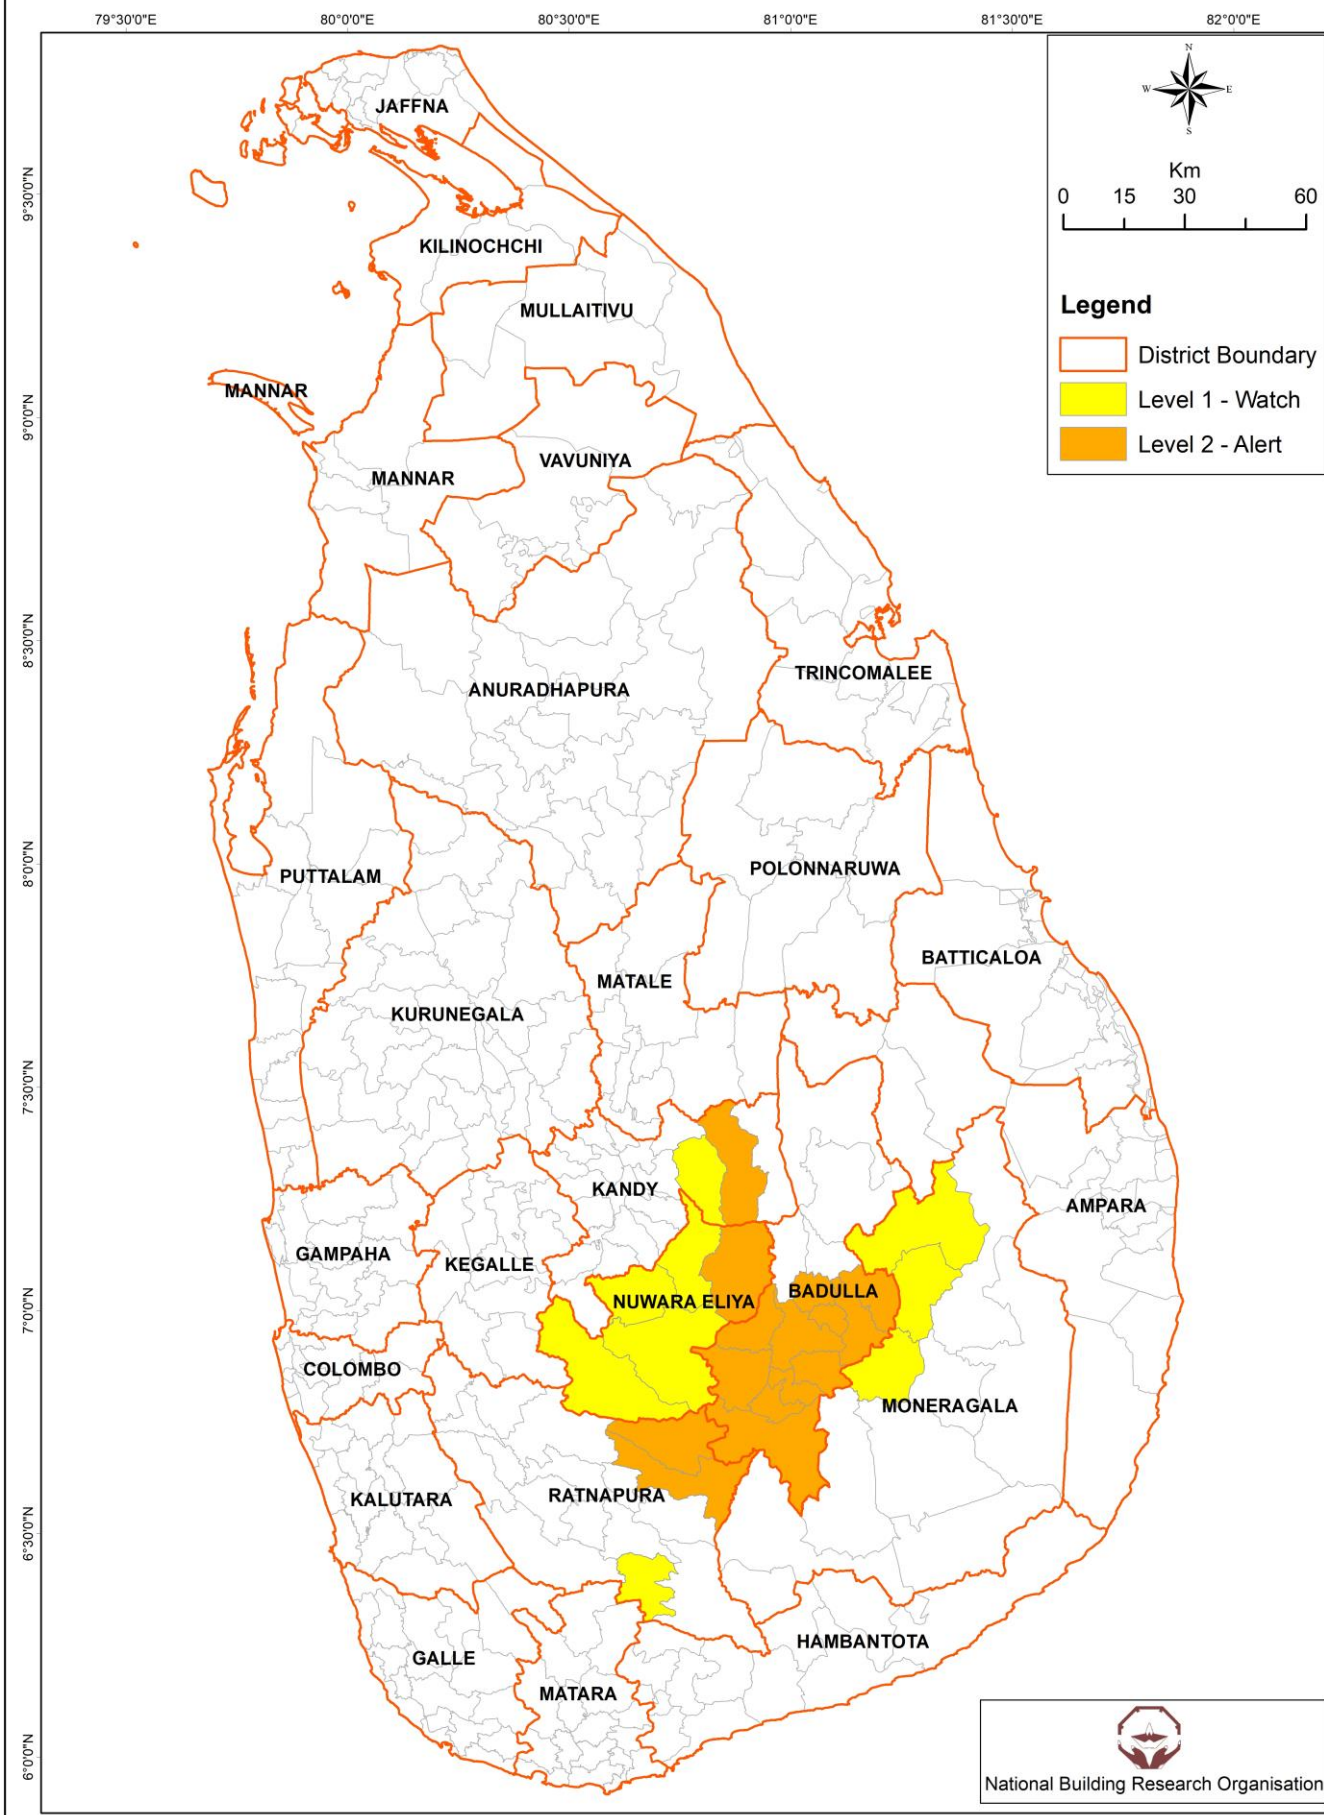 79°30'0"E 80°0'0"E 80°30'0"E 81°0'0"E 81°30'0"E 82°0'0"E
N
W E
S
Km
0 15 30 60
Legend
District Boundary
Level 1 - Watch
Level 2 - Alert
9°30'0"N
9°0'0"N
8°30'0"N
8°0'0"N
7°30'0"N
7°0'0"N
6°30'0"N
6°0'0"N
JAFFNA
KILINOCHCHI
MULLAITIVU
MANNAR
VAVUNIYA
MANNAR
TRINCOMALEE
ANURADHAPURA
POLONNARUWA
PUTTALAM
BATTICALOA
MATALE
KURUNEGALA
KANDY
AMPARA
GAMPAHA
KEGALLE
BADULLA
NUWARA ELIYA
COLOMBO
MONERAGALA
RATNAPURA
KALUTARA
HAMBANTOTA
GALLE
MATARA
National Building Research Organisation